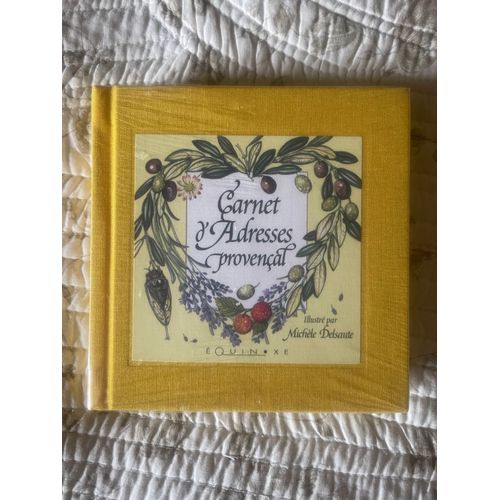 Carnet
d'Adresses
provençal
Illustré par
Michèle Delsaute
ÉQUINOXE